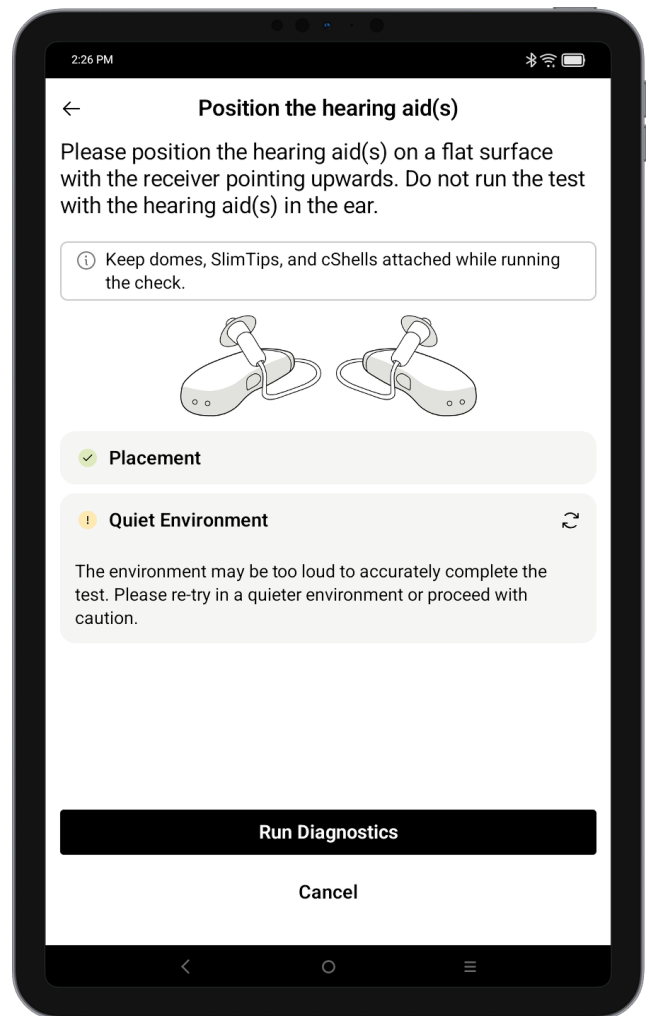 2:26 PM
Position the hearing aid(s)
Please position the hearing aid(s) on a flat surface
with the receiver pointing upwards. Do not run the test
with the hearing aid(s) in the ear.
Keep domes, SlimTips, and cShells attached while running
the check.
Placement
Quiet Environment
The environment may be too loud to accurately complete the
test. Please re-try in a quieter environment or proceed with
caution.
Run Diagnostics
Cancel